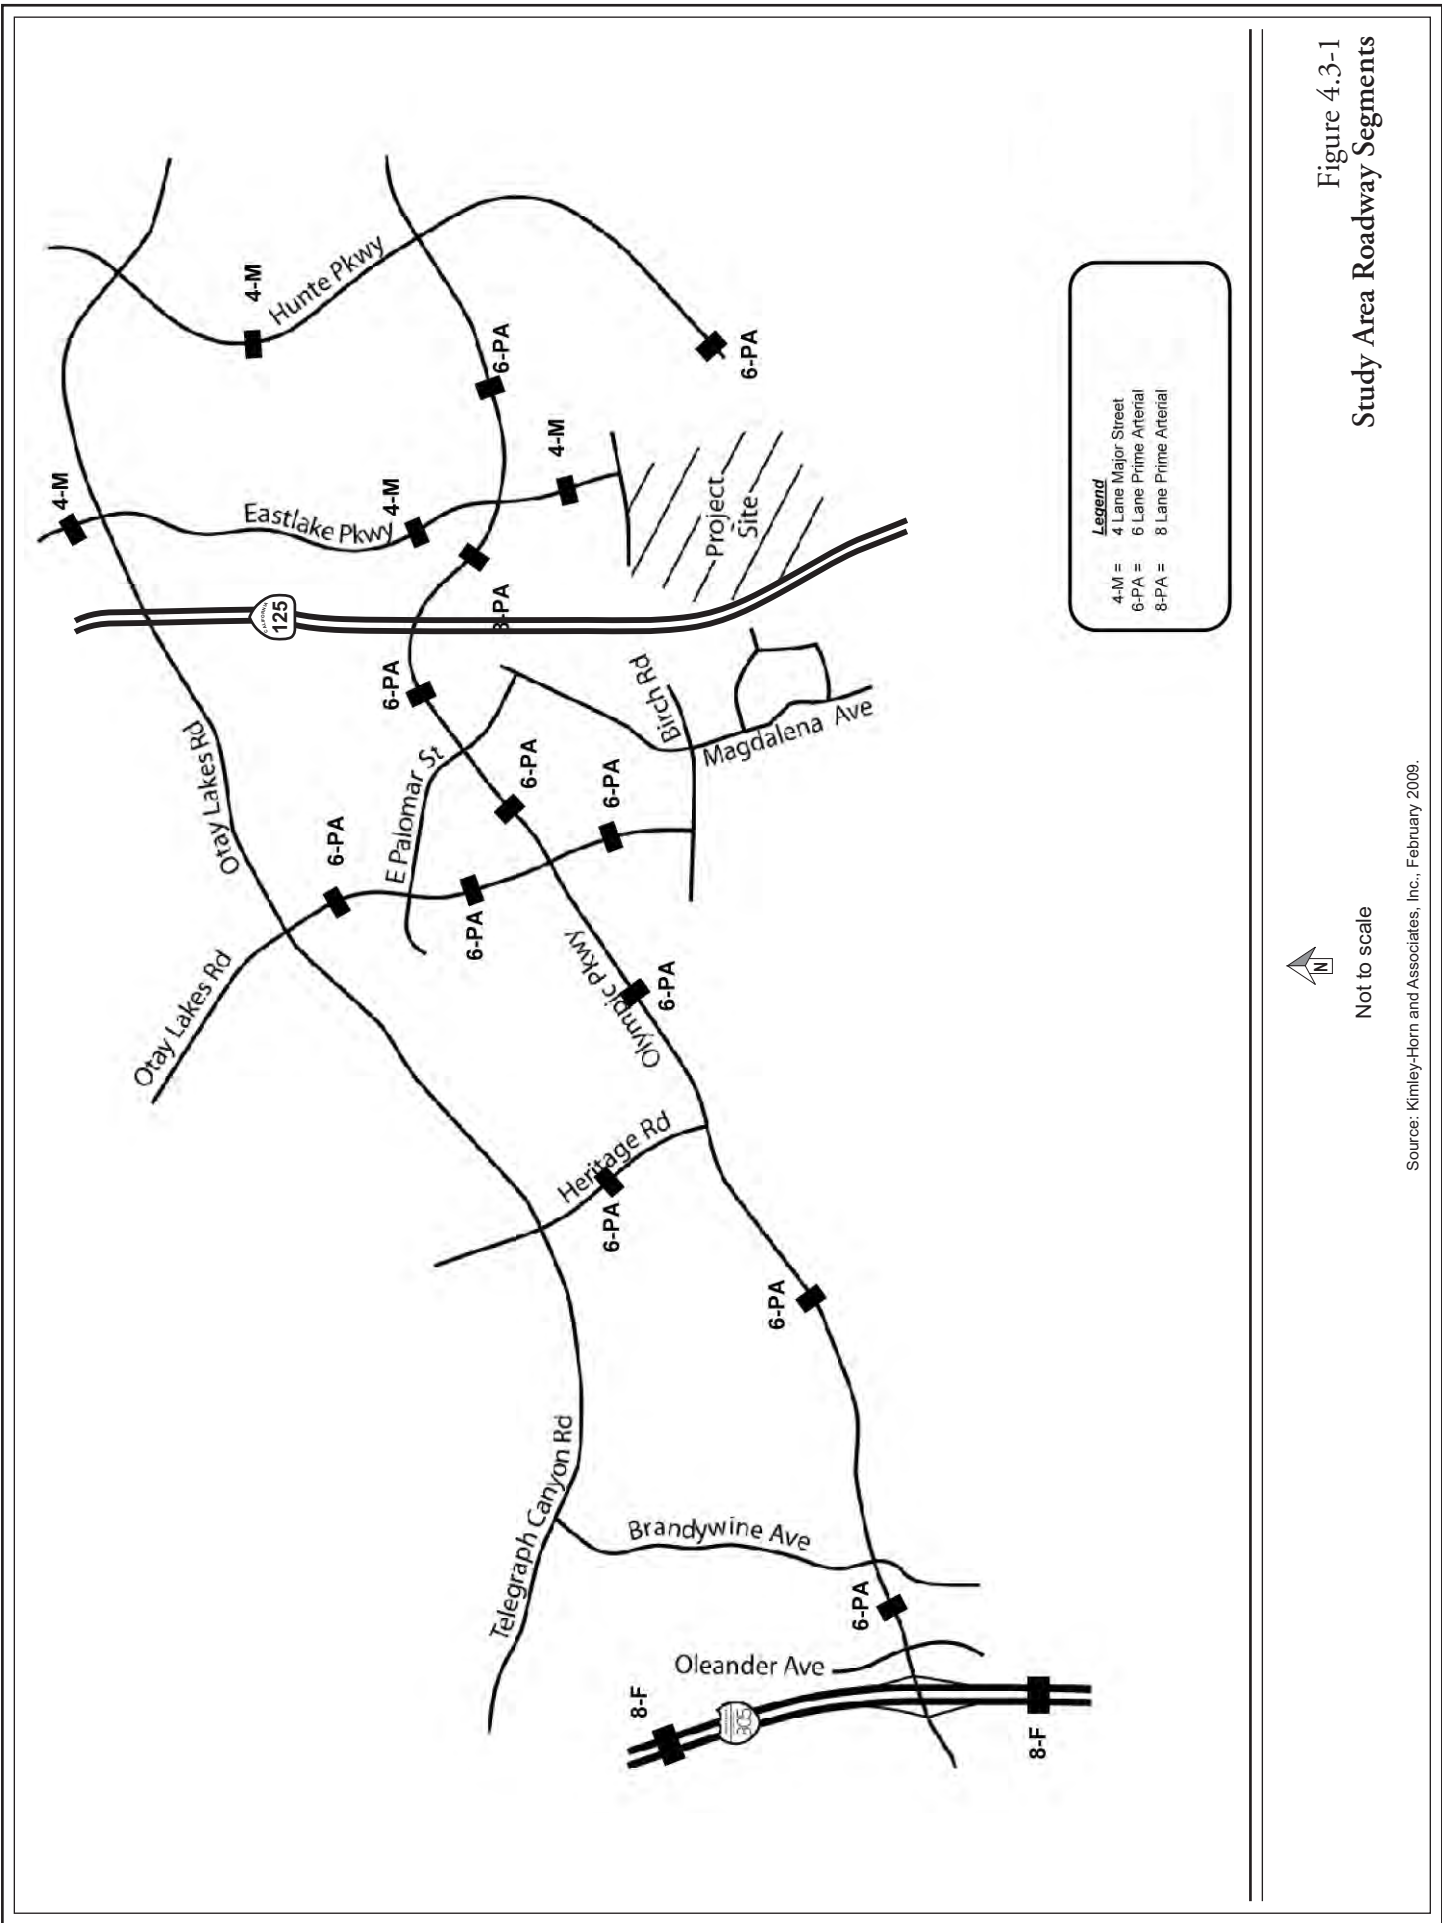 Figure 4.3-1
Study Area Roadway Segments
Hunte Pkwy
4-M
6-PA
6-PA
4-M
4-M
4-M
Eastlake Pkwy
Project
Site
CALIFORNIA
125
-PA
6-PA
Birch Rd
Magdalena Ave
E Palomar St
Otay Lakes Rd
6-PA
6-PA
6-PA
6-PA
Otay Lakes Rd
Olympic Pkwy
6-PA
Heritage Rd
6-PA
6-PA
Telegraph Canyon Rd
Brandywine Ave
6-PA
Oleander Ave
8-F
305
8-F
Legend
4-M = 4 Lane Major Street
6-PA = 6 Lane Prime Arterial
8-PA = 8 Lane Prime Arterial
N
Not to scale
Source: Kimley-Horn and Associates, Inc., February 2009.